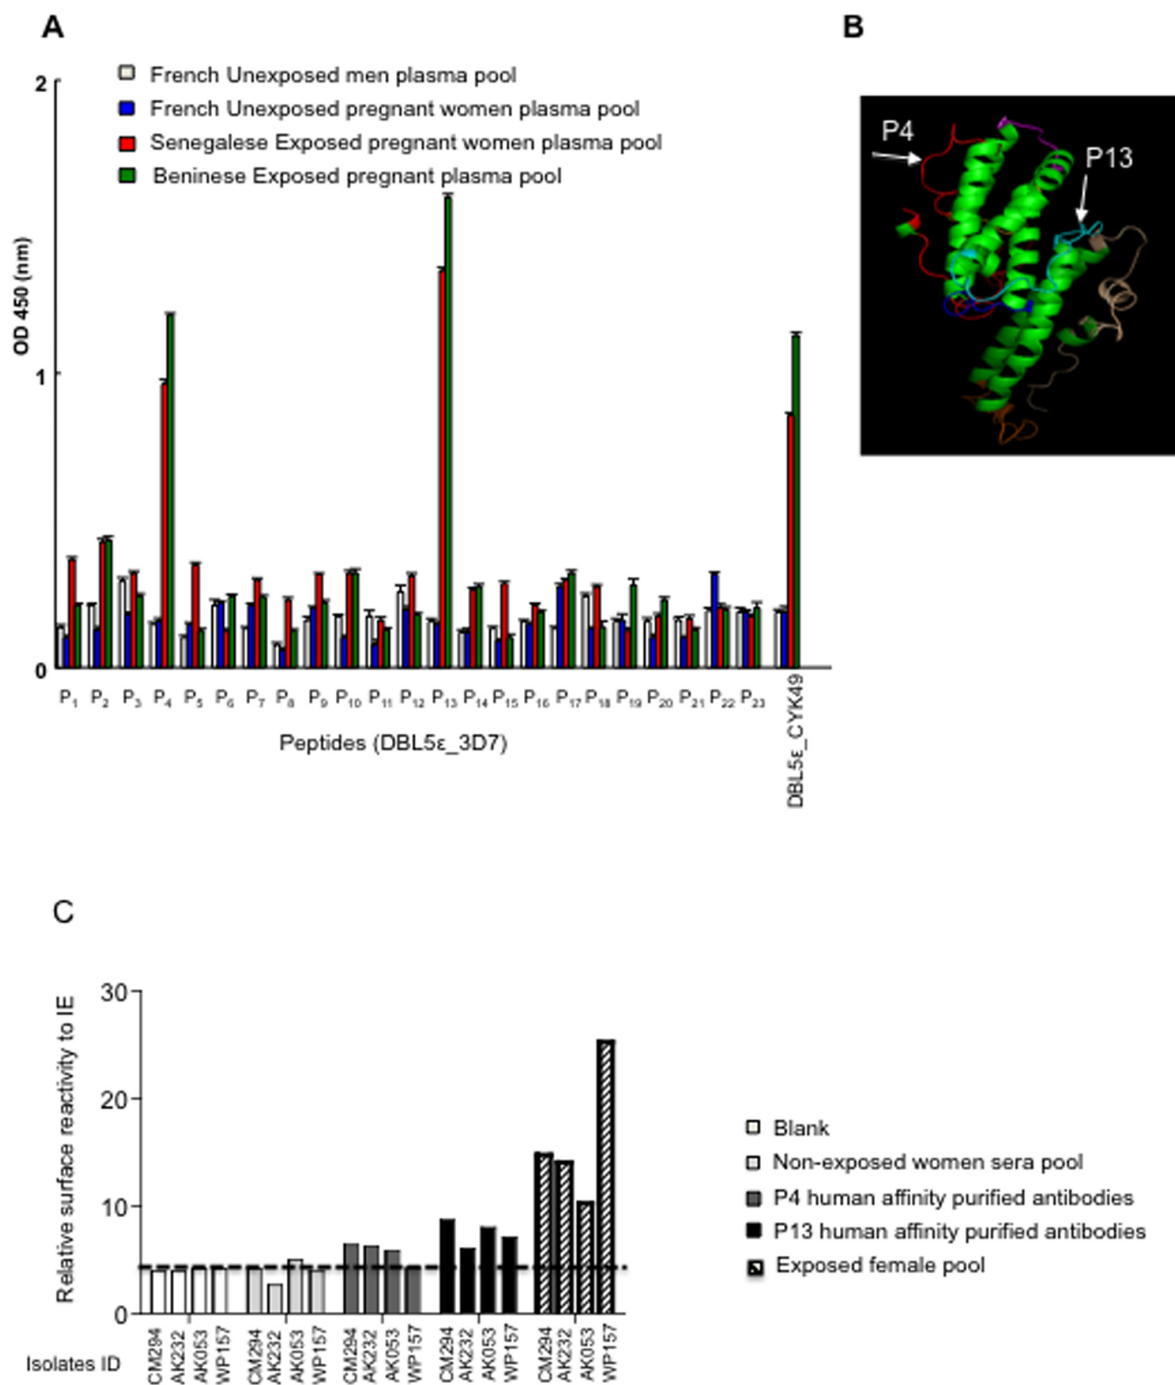 A
B
2
French Unexposed men plasma pool
French Unexposed pregnant women plasma pool
Senegalese Exposed pregnant women plasma pool
Beninese Exposed pregnant plasma pool
P4
P13
OD 450 (nm)
1
0
P1 P2 P3 P4 P5 P6 P7 P8 P9 P10 P11 P12 P13 P14 P15 P16 P17 P18 P19 P20 P21 P22 P23
DBL5ε_CYK49
Peptides (DBL5ε_3D7)
C
Relative surface reactivity to IE
30
20
10
0
Blank
Non-exposed women sera pool
P4 human affinity purified antibodies
P13 human affinity purified antibodies
Exposed female pool
Isolates ID
CM294 AK232 AK053 WP157 CM294 AK232 AK053 WP157 CM294 AK232 AK053 WP157 CM294 AK232 AK053 WP157 CM294 AK232 AK053 WP157